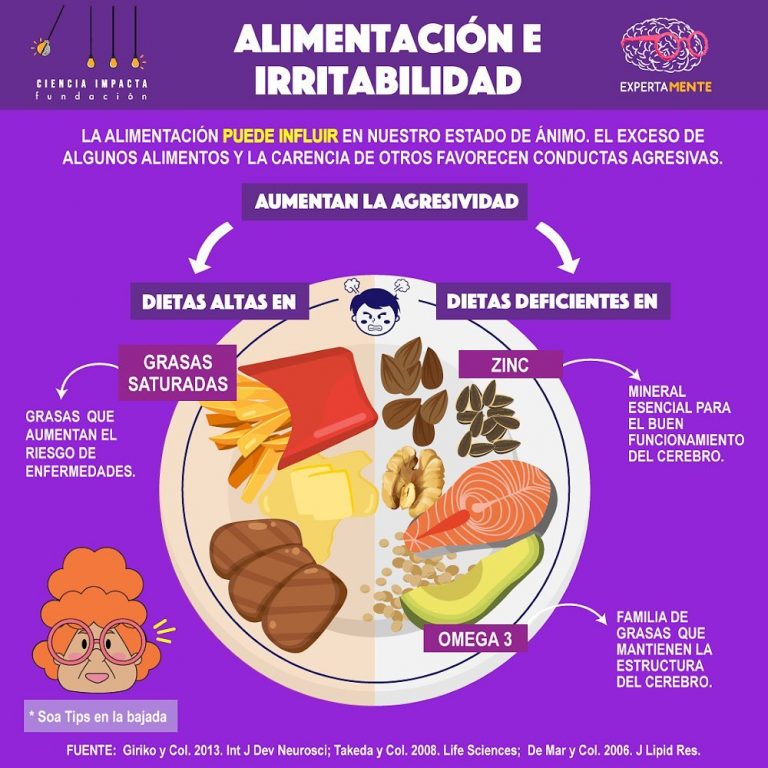 CIENCIA IMPACTA
fundación
ALIMENTACIÓN E
IRRITABILIDAD
EXPERTAMENTE
LA ALIMENTACIÓN PUEDE INFLUIR EN NUESTRO ESTADO DE ÁNIMO. EL EXCESO DE
ALGUNOS ALIMENTOS Y LA CARENCIA DE OTROS FAVORECEN CONDUCTAS AGRESIVAS.
AUMENTAN LA AGRESIVIDAD
DIETAS ALTAS EN
DIETAS DEFICIENTES EN
GRASAS
SATURADAS
ZINC
GRASAS QUE
AUMENTAN EL
RIESGO DE
ENFERMEDADES.
MINERAL
ESENCIAL PARA
EL BUEN
FUNCIONAMIENTO
DEL CEREBRO.
OMEGA 3
FAMILIA DE
GRASAS QUE
MANTIENEN LA
ESTRUCTURA
DEL CEREBRO.
* Soa Tips en la bajada
FUENTE: Giriko y Col. 2013. Int J Dev Neurosci; Takeda y Col. 2008. Life Sciences; De Mar y Col. 2006. J Lipid Res.